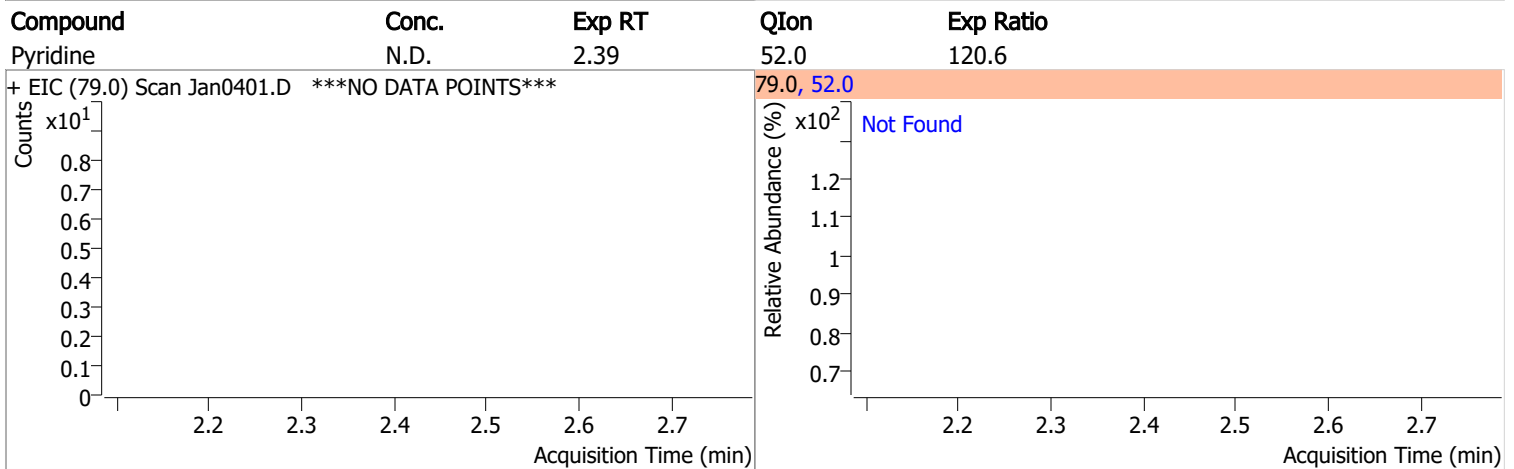 Compound Conc. Exp RT QIon Exp Ratio
Pyridine N.D. 2.39 52.0 120.6
+ EIC (79.0) Scan Jan0401.D ***NO DATA POINTS***
Counts
x10¹
0.8
0.7
0.6
0.5
0.4
0.3
0.2
0.1
0
2.2 2.3 2.4 2.5 2.6 2.7
Acquisition Time (min)
79.0, 52.0
Relative Abundance (%)
x10²
Not Found
1.2
1.1
1
0.9
0.8
0.7
2.2 2.3 2.4 2.5 2.6 2.7
Acquisition Time (min)